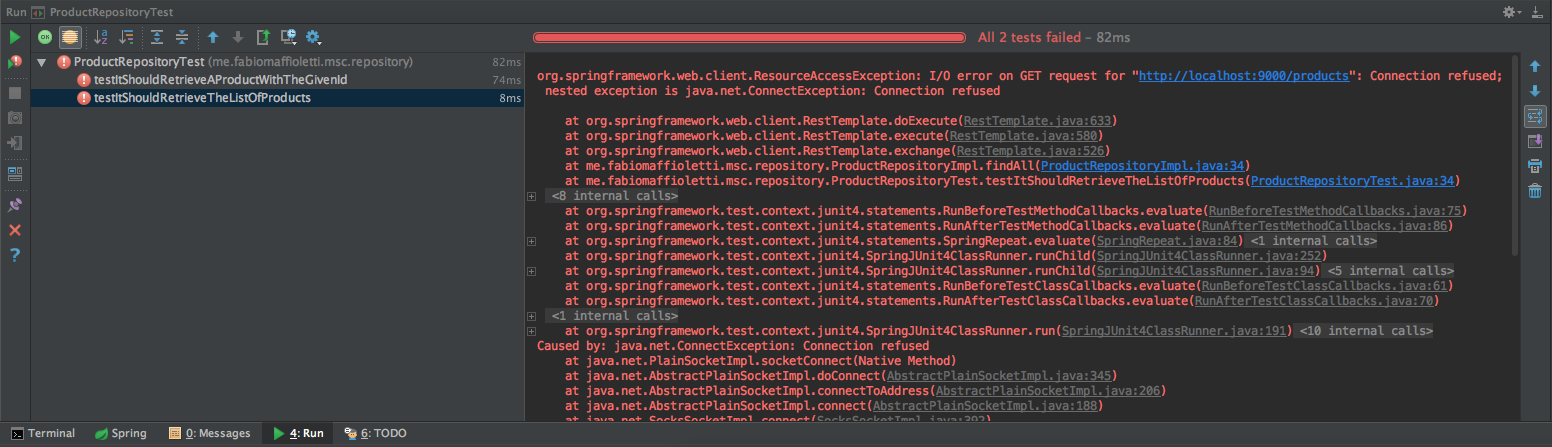 Run ProductRepositoryTest
All 2 tests failed – 82ms
ProductRepositoryTest (me.fabiomaffioletti.msc.repository) 82ms
testItShouldRetrieveAProductWithTheGivenId 74ms
testItShouldRetrieveTheListOfProducts 8ms
org.springframework.web.client.ResourceAccessException: I/O error on GET request for "http://localhost:9000/products": Connection refused;
nested exception is java.net.ConnectException: Connection refused
at org.springframework.web.client.RestTemplate.doExecute(RestTemplate.java:633)
at org.springframework.web.client.RestTemplate.execute(RestTemplate.java:580)
at org.springframework.web.client.RestTemplate.exchange(RestTemplate.java:526)
at me.fabiomaffioletti.msc.repository.ProductRepositoryImpl.findAll(ProductRepositoryImpl.java:34)
at me.fabiomaffioletti.msc.repository.ProductRepositoryTest.testItShouldRetrieveTheListOfProducts(ProductRepositoryTest.java:34)
<8 internal calls>
at org.springframework.test.context.junit4.statements.RunBeforeTestMethodCallbacks.evaluate(RunBeforeTestMethodCallbacks.java:75)
at org.springframework.test.context.junit4.statements.RunAfterTestMethodCallbacks.evaluate(RunAfterTestMethodCallbacks.java:86)
at org.springframework.test.context.junit4.statements.SpringRepeat.evaluate(SpringRepeat.java:84) <1 internal calls>
at org.springframework.test.context.junit4.SpringJUnit4ClassRunner.runChild(SpringJUnit4ClassRunner.java:252)
at org.springframework.test.context.junit4.SpringJUnit4ClassRunner.runChild(SpringJUnit4ClassRunner.java:94) <5 internal calls>
at org.springframework.test.context.junit4.statements.RunBeforeTestClassCallbacks.evaluate(RunBeforeTestClassCallbacks.java:61)
at org.springframework.test.context.junit4.statements.RunAfterTestClassCallbacks.evaluate(RunAfterTestClassCallbacks.java:70)
<1 internal calls>
at org.springframework.test.context.junit4.SpringJUnit4ClassRunner.run(SpringJUnit4ClassRunner.java:191) <10 internal calls>
Caused by: java.net.ConnectException: Connection refused
at java.net.PlainSocketImpl.socketConnect(Native Method)
at java.net.AbstractPlainSocketImpl.doConnect(AbstractPlainSocketImpl.java:345)
at java.net.AbstractPlainSocketImpl.connectToAddress(AbstractPlainSocketImpl.java:206)
at java.net.AbstractPlainSocketImpl.connect(AbstractPlainSocketImpl.java:188)
at java.net.SocksSocketImpl.connect(SocksSocketImpl.java:392)
Terminal Spring 0: Messages 4: Run 6: TODO